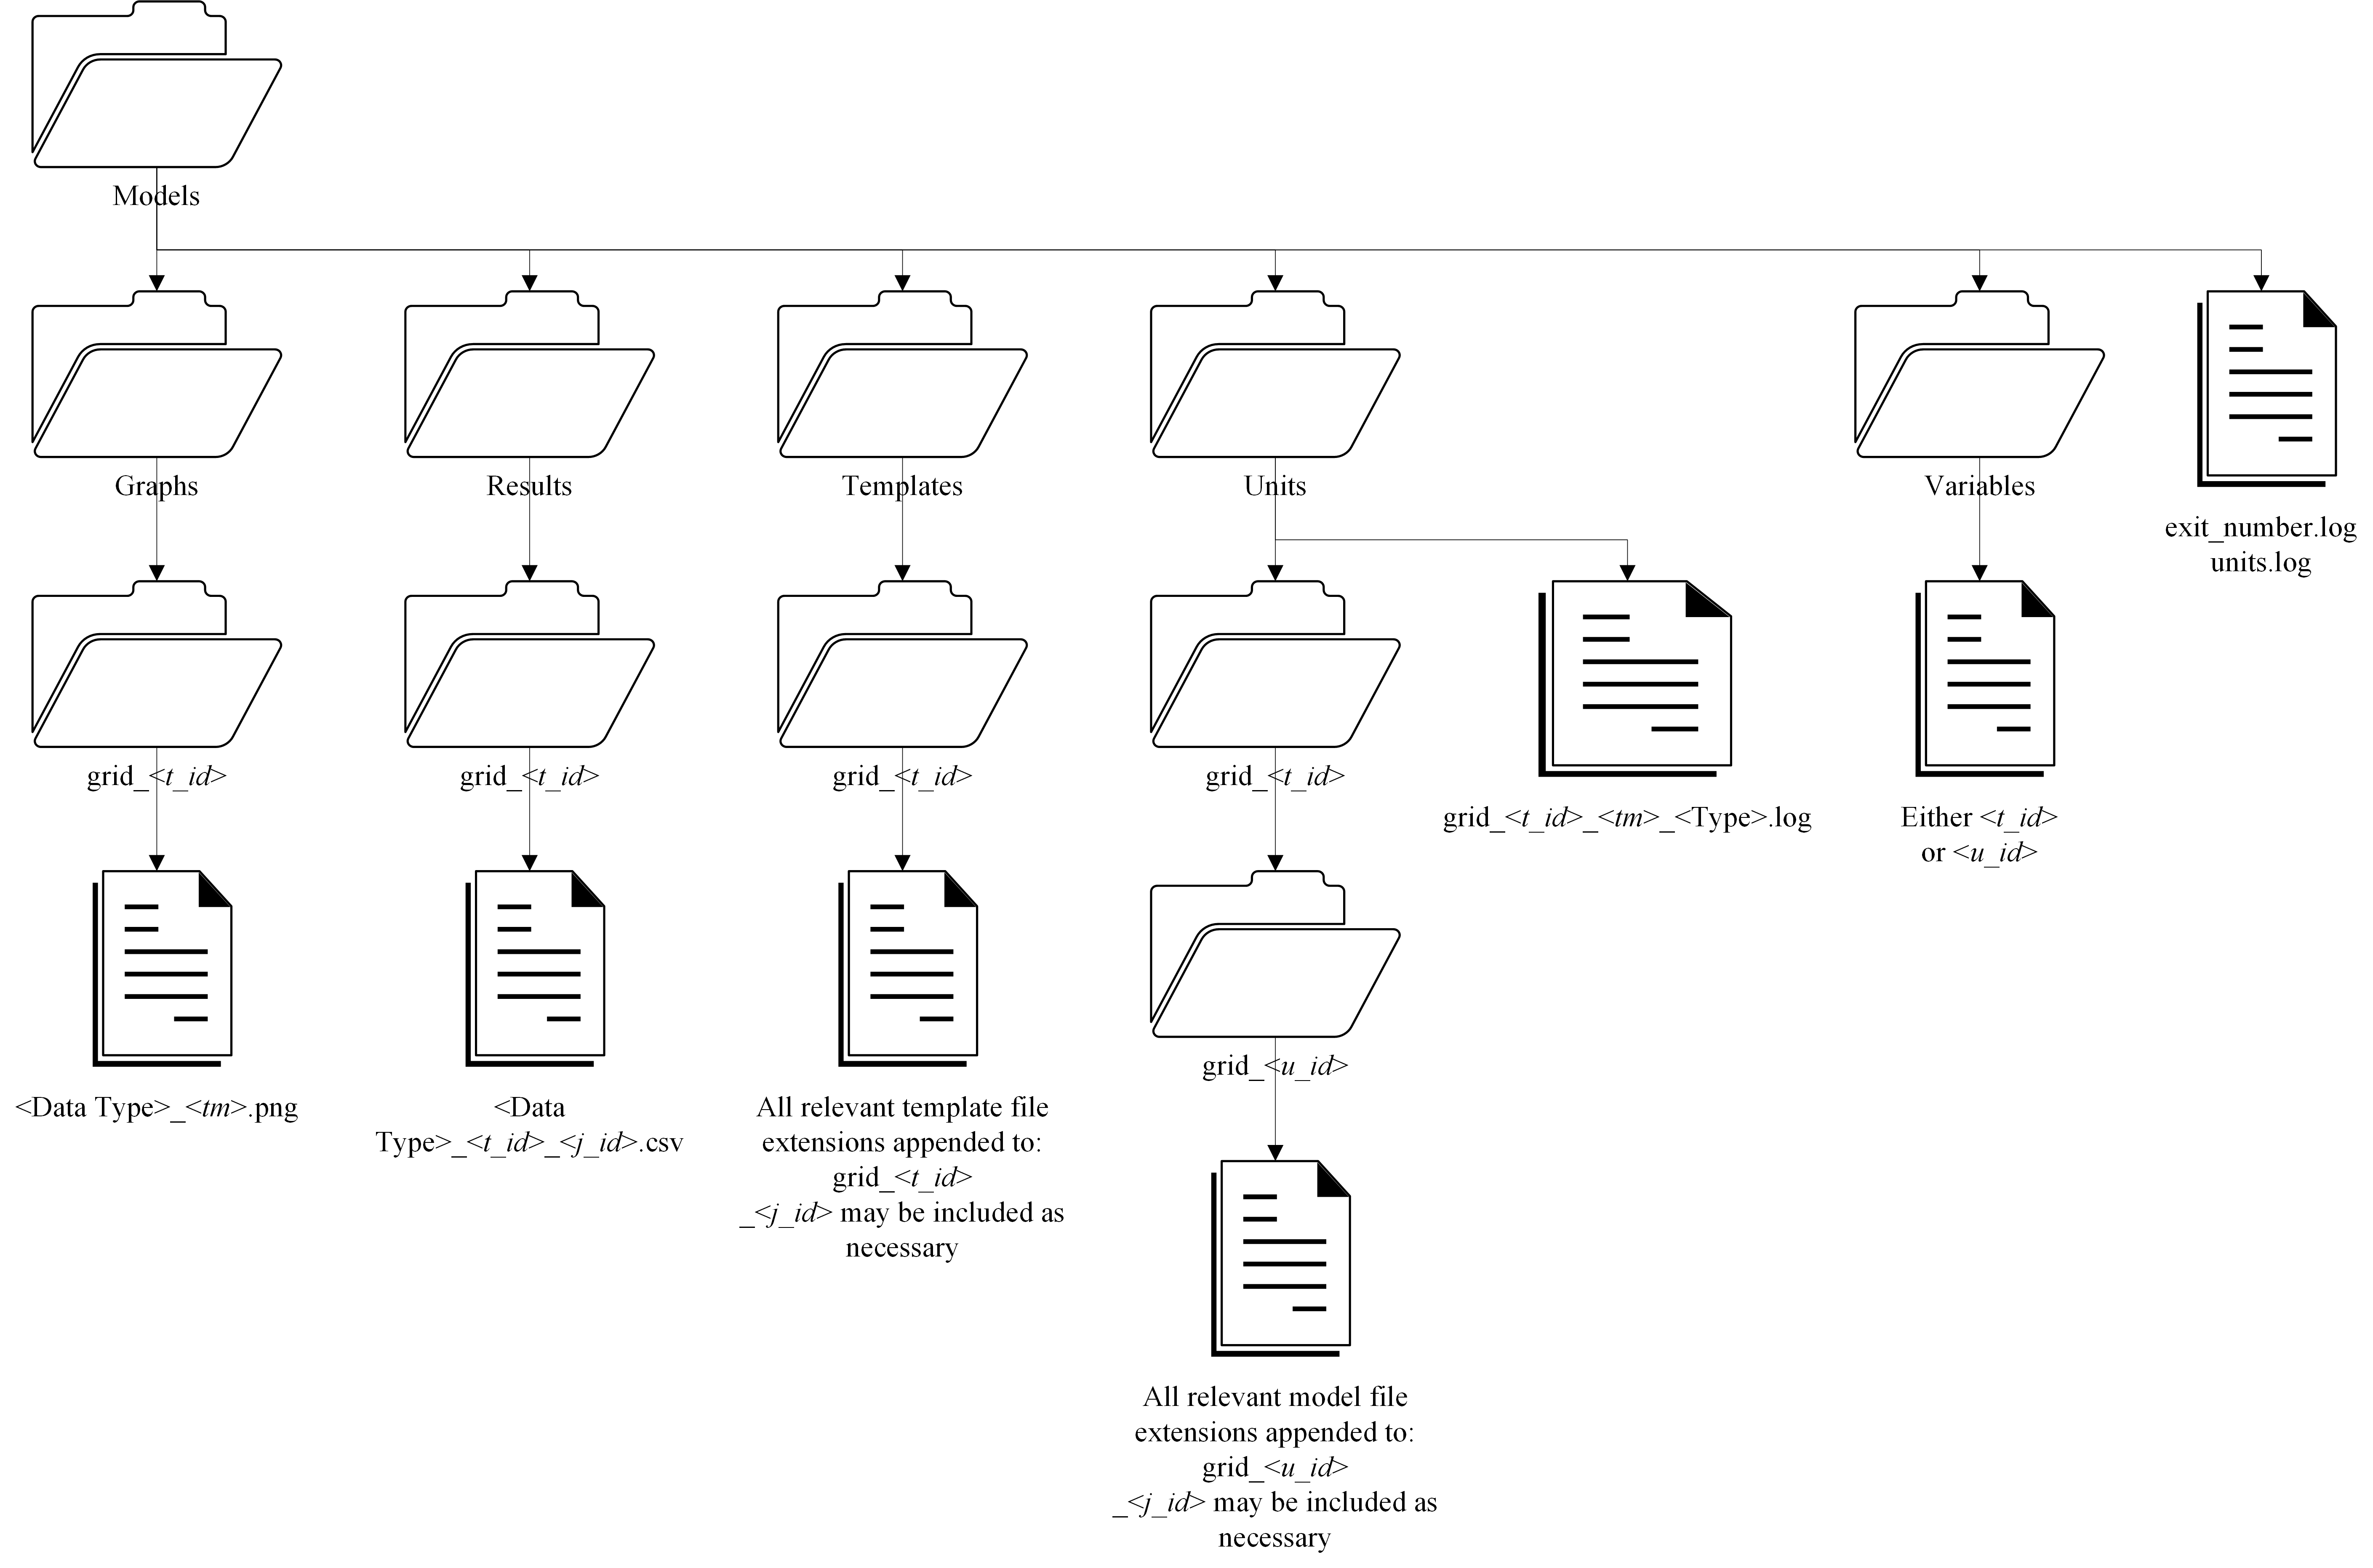 Models
Graphs
Results
Templates
Units
Variables
exit_number.log
units.log
grid_<t_id>
grid_<t_id>
grid_<t_id>
grid_<t_id>
grid_<t_id>_<tm>_<Type>.log
Either <t_id>
or <u_id>
<Data Type>_<tm>.png
<Data
Type>_<t_id>_<j_id>.csv
All relevant template file
extensions appended to:
grid_<t_id>
_<j_id> may be included as
necessary
grid_<u_id>
All relevant model file
extensions appended to:
grid_<u_id>
_<j_id> may be included as
necessary